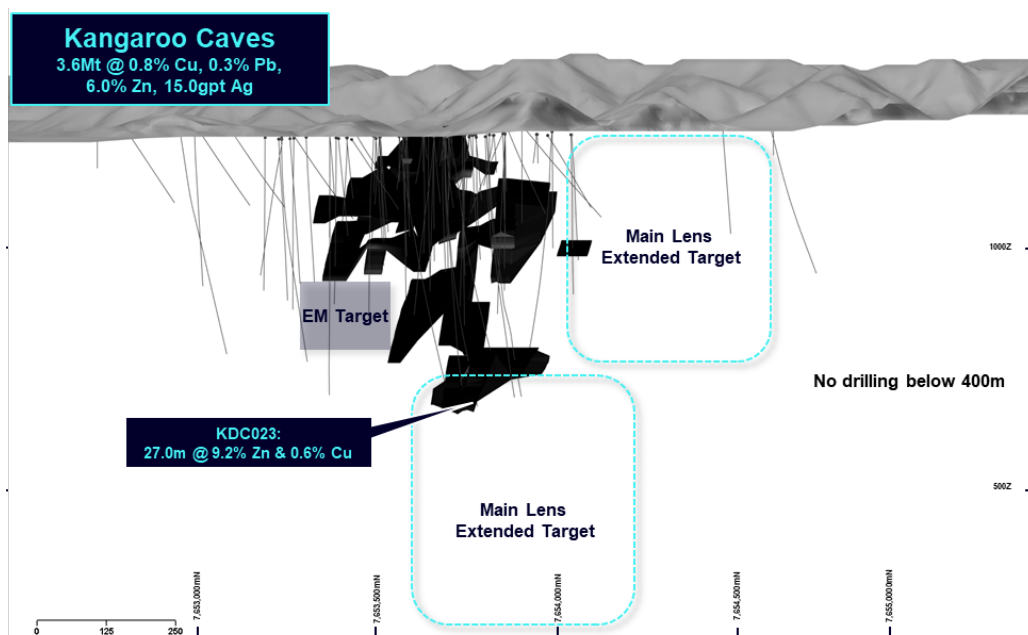 Kangaroo Caves
3.6Mt @ 0.8% Cu, 0.3% Pb,
6.0% Zn, 15.0gpt Ag
Main Lens
Extended Target
1000Z
EM Target
No drilling below 400m
KDC023:
27.0m @ 9.2% Zn & 0.6% Cu
500Z
Main Lens
Extended Target
7,653,000mN
7,653,500mN
7,654,000mN
7,654,500mN
7,655,0000mN
0
125
250